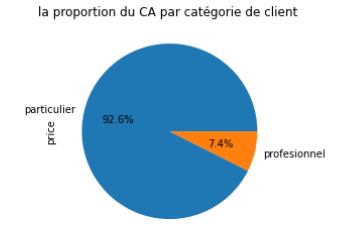 la proportion du CA par catégorie de client
particulier
price
92.6%
7.4%
profesionnel